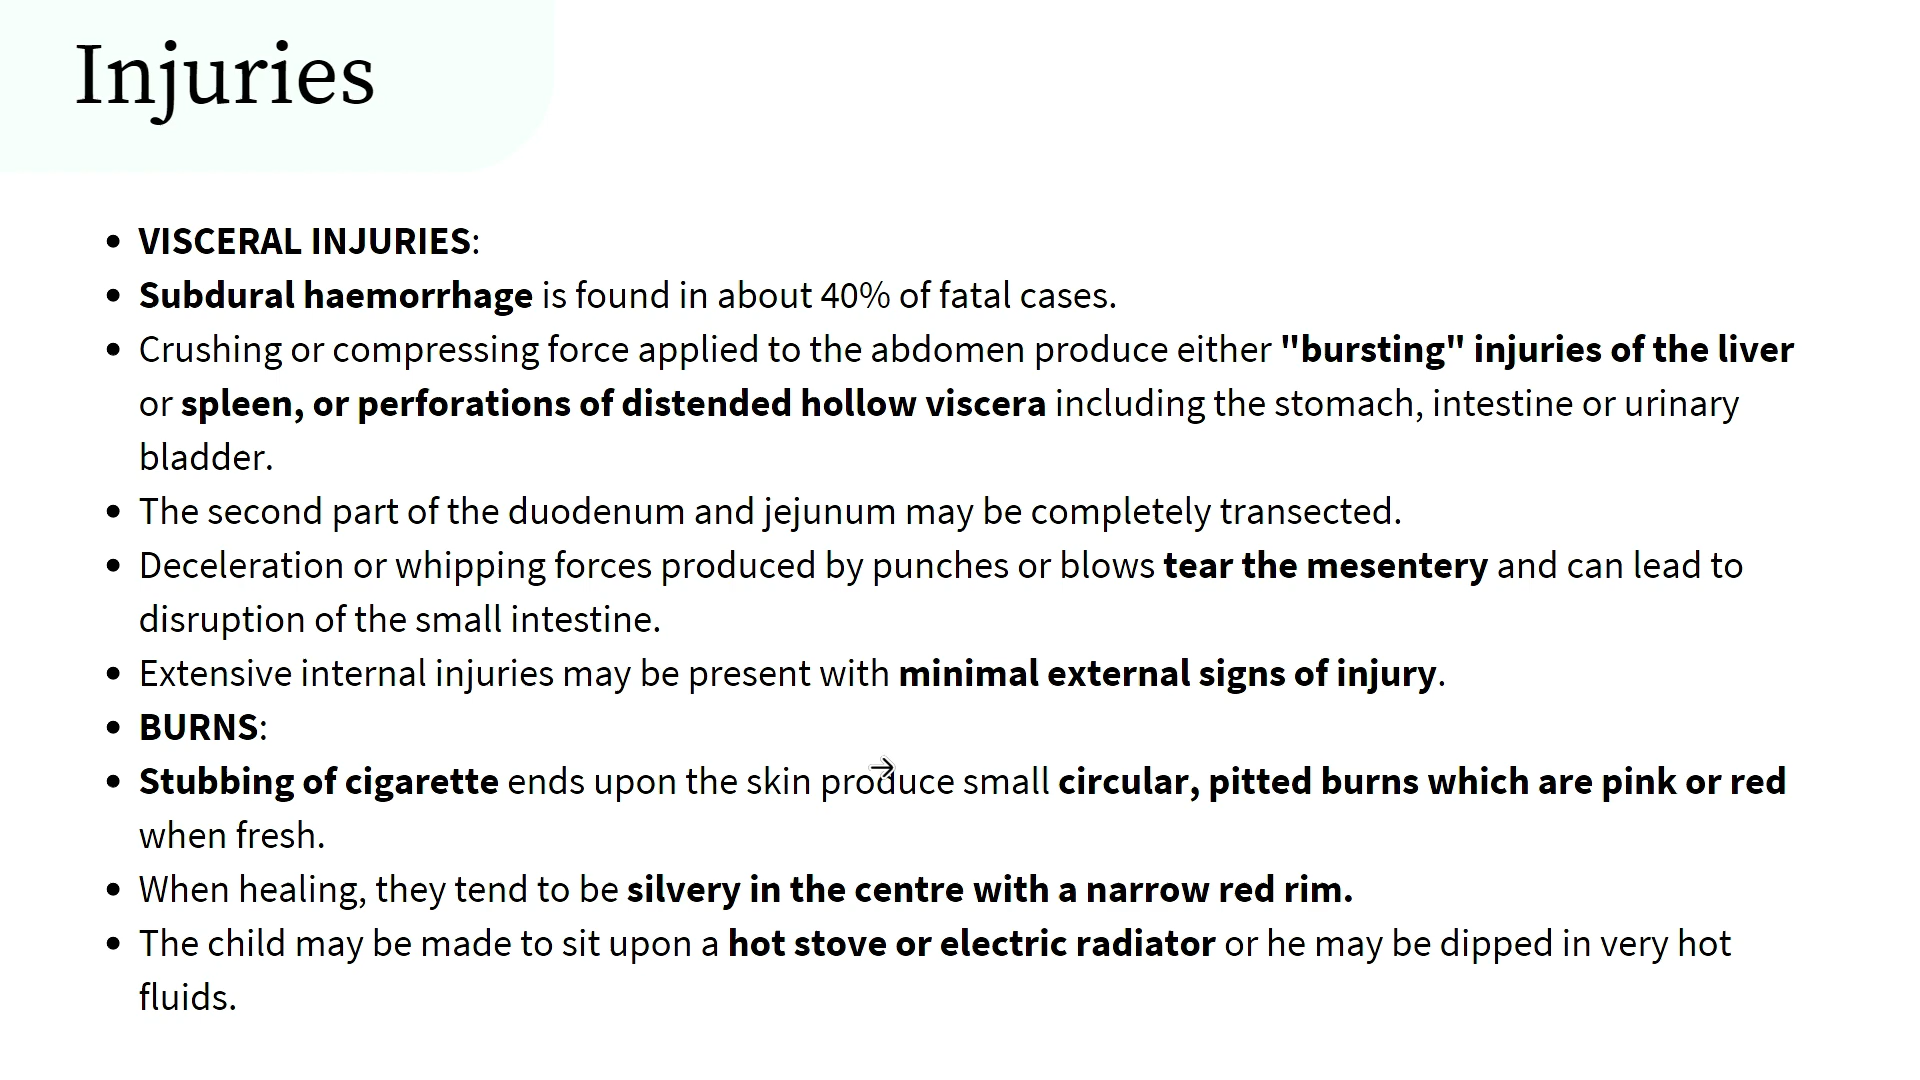 Injuries
• VISCERAL INJURIES:
• Subdural haemorrhage is found in about 40% of fatal cases.
• Crushing or compressing force applied to the abdomen produce either "bursting" injuries of the liver
or spleen, or perforations of distended hollow viscera including the stomach, intestine or urinary
bladder.
• The second part of the duodenum and jejunum may be completely transected.
• Deceleration or whipping forces produced by punches or blows tear the mesentery and can lead to
disruption of the small intestine.
• Extensive internal injuries may be present with minimal external signs of injury.
• BURNS:
• Stubbing of cigarette ends upon the skin produce small circular, pitted burns which are pink or red
when fresh.
• When healing, they tend to be silvery in the centre with a narrow red rim.
• The child may be made to sit upon a hot stove or electric radiator or he may be dipped in very hot
fluids.